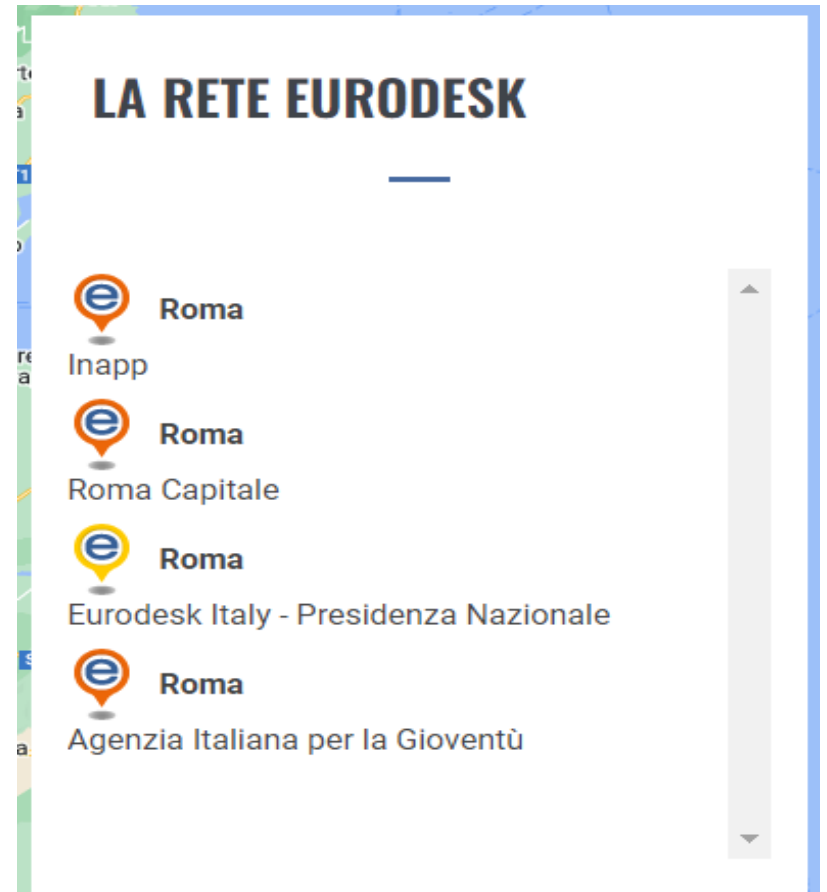 LA RETE EURODESK
Roma
Inapp
Roma
Roma Capitale
Roma
Eurodesk Italy - Presidenza Nazionale
Roma
Agenzia Italiana per la Gioventù